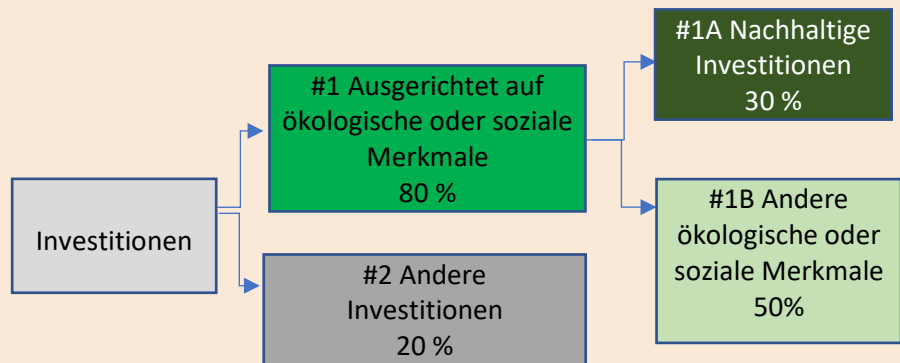 Investitionen
#1 Ausgerichtet auf
ökologische oder soziale
Merkmale
80 %
#2 Andere
Investitionen
20 %
#1A Nachhaltige
Investitionen
30 %
#1B Andere
ökologische oder
soziale Merkmale
50%